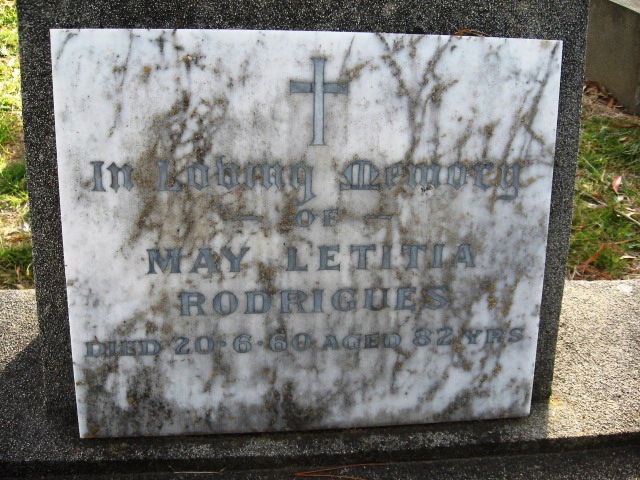 In Loving Memory
— OF —
MAY LETITIA
RODRIGUES
DIED 20·6·60 AGED 82 YRS